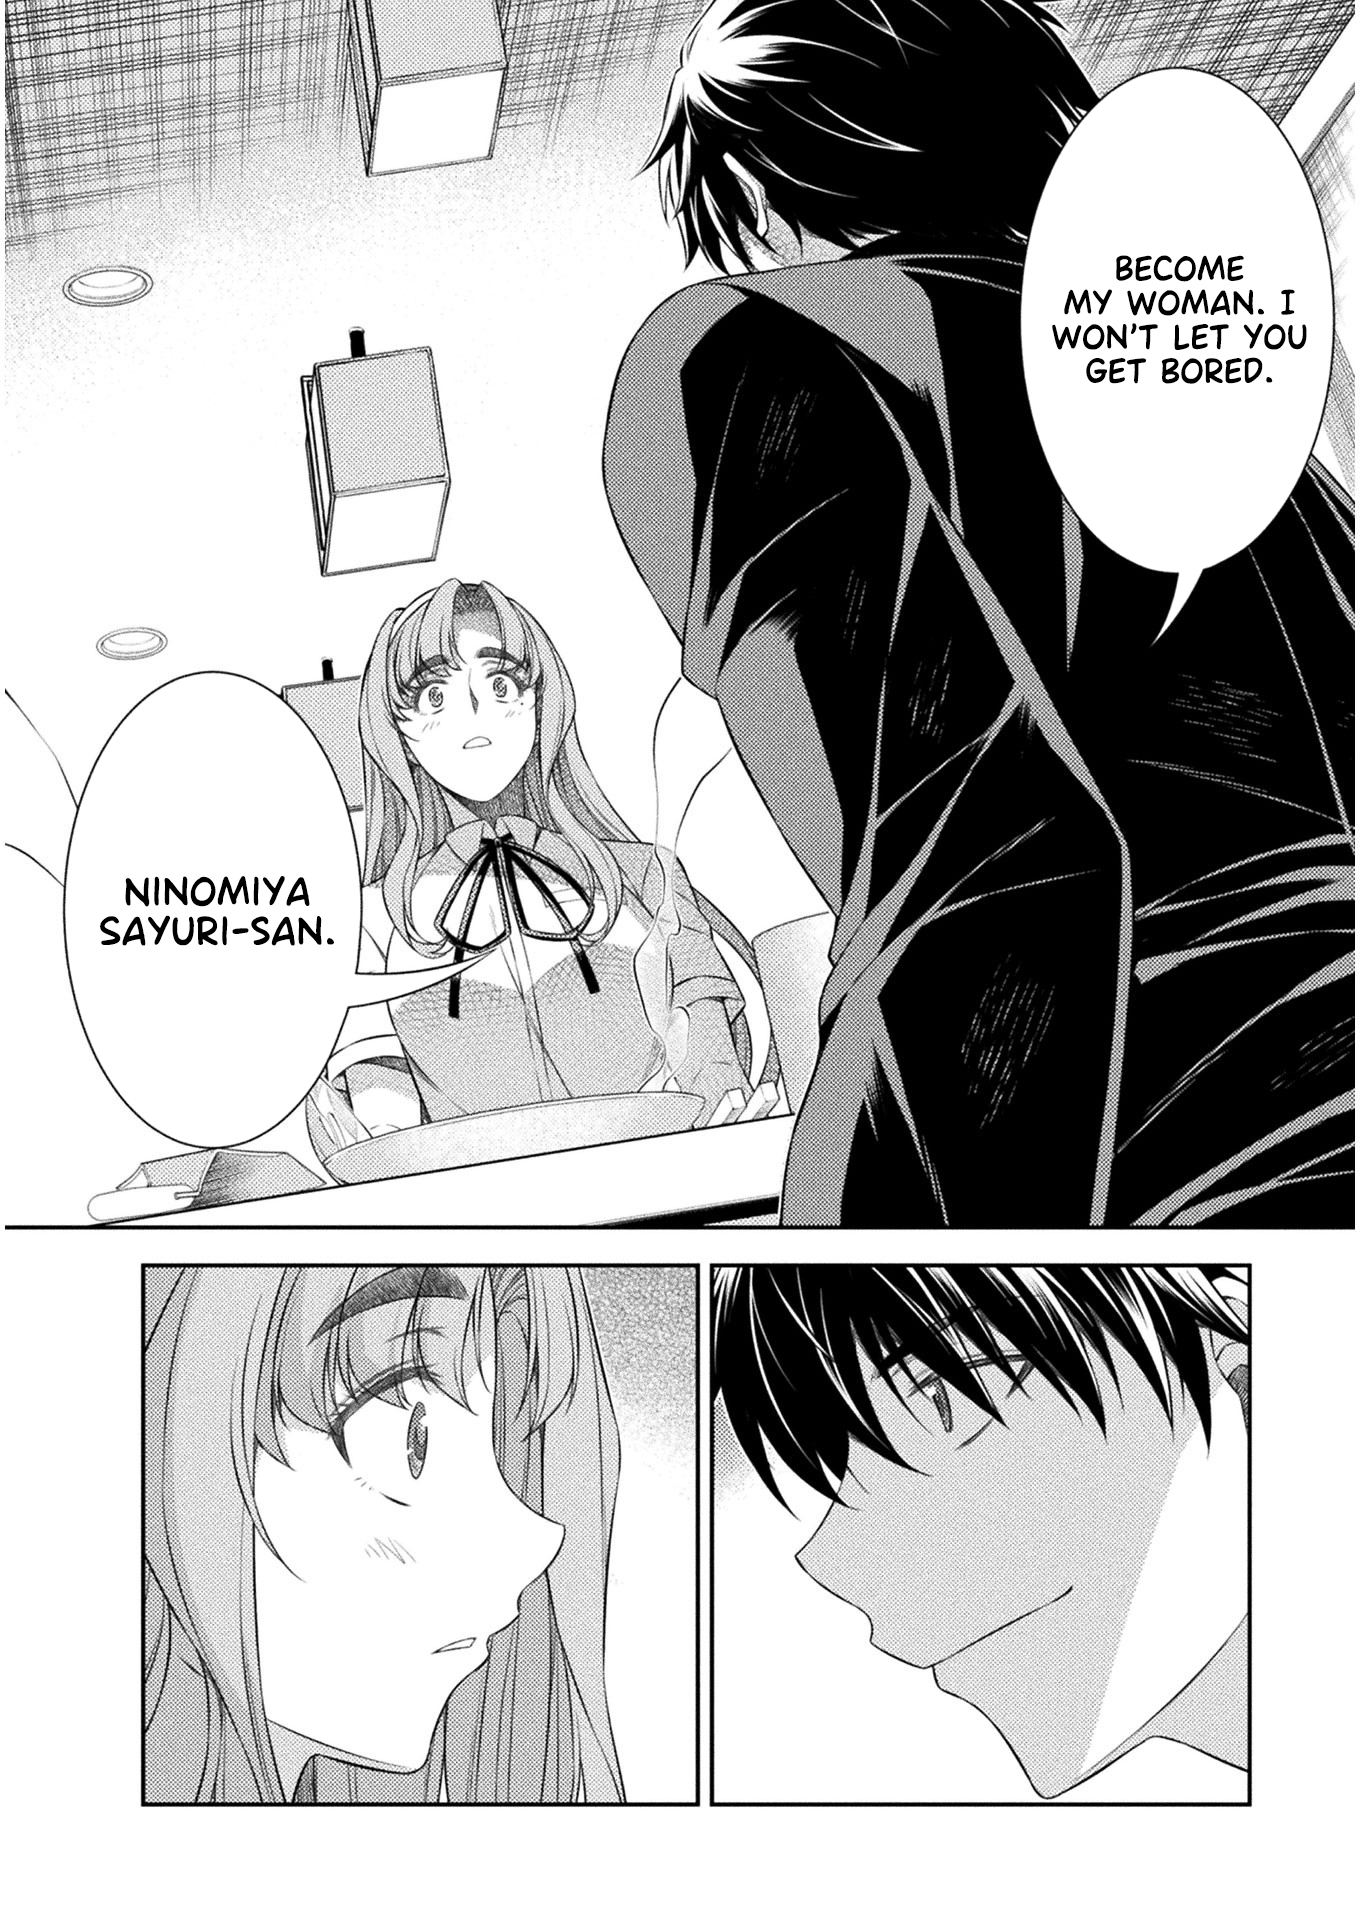 BECOME
MY WOMAN. I
WON'T LET YOU
GET BORED.
NINOMIYA
SAYURI-SAN.